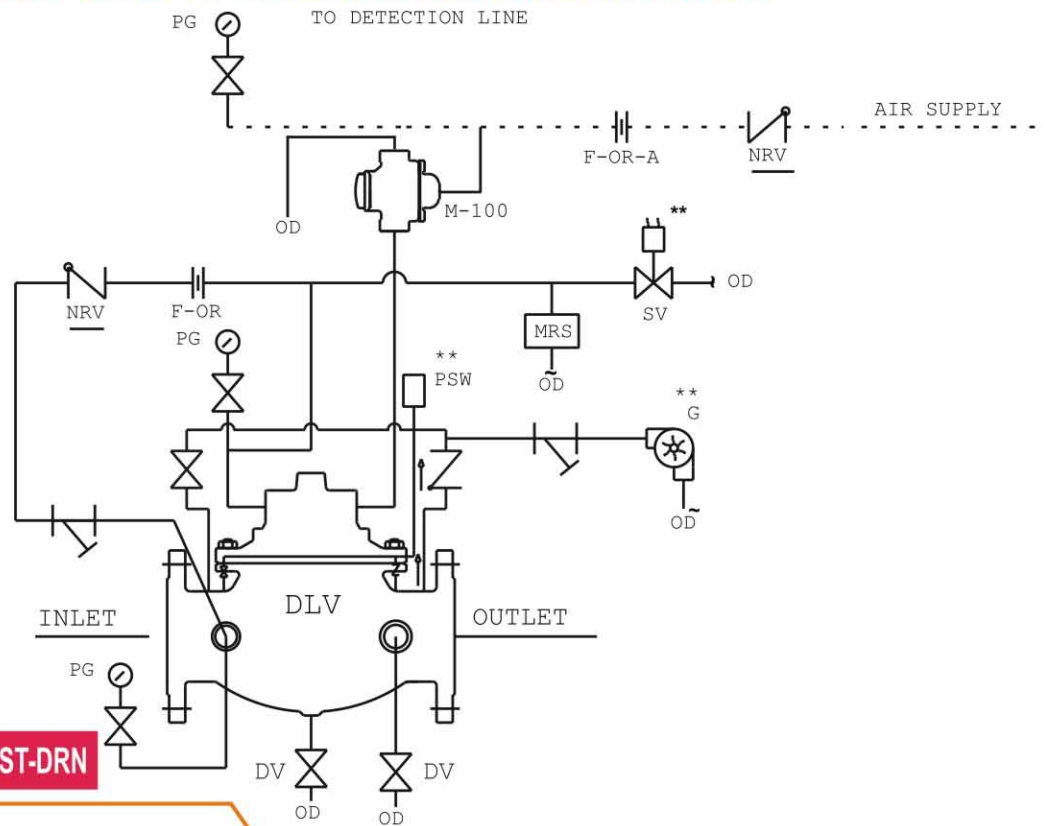 PG
TO DETECTION LINE
AIR SUPPLY
F-OR-A
NRV
M-100
OD
**
OD
SV
NRV
F-OR
PG
MRS
OD
**
PSW
**
G
OD
DLV
INLET
OUTLET
PG
ST-DRN
DV
DV
OD
OD